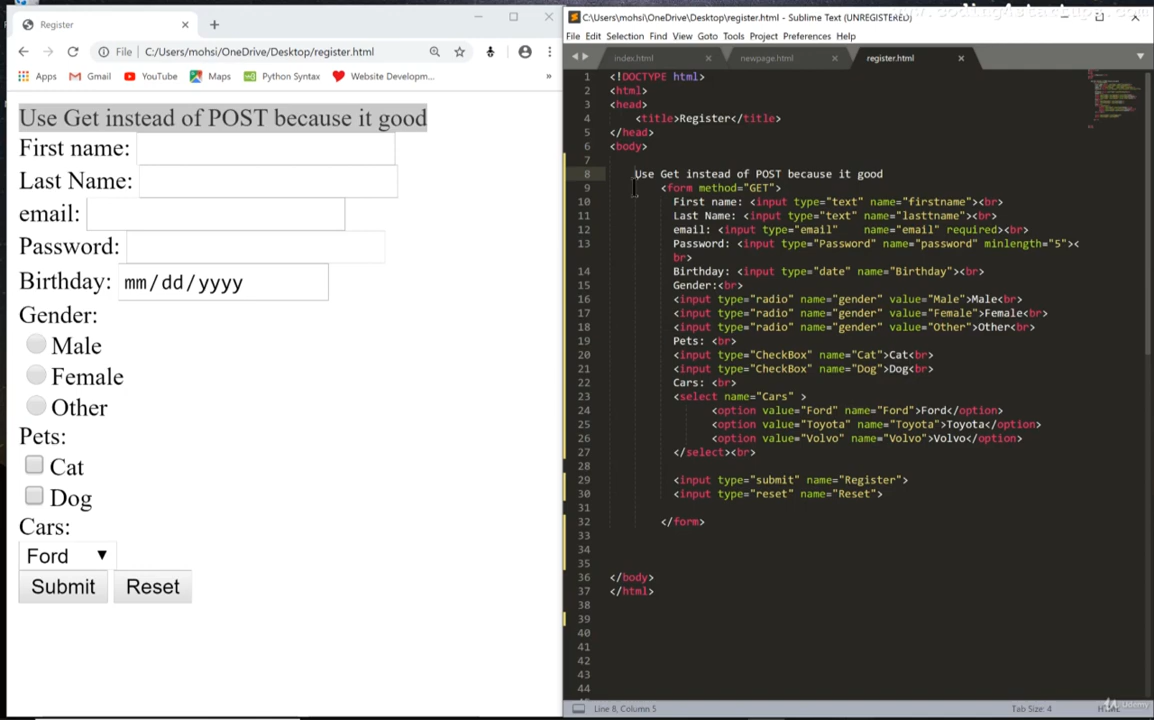 Register
File C:/Users/mohsi/OneDrive/Desktop/register.html
Apps Gmail YouTube Maps Python Syntax Website Developm... »
Use Get instead of POST because it good
First name:
Last Name:
email:
Password:
Birthday: mm/dd/yyyy
Gender:
Male
Female
Other
Pets:
Cat
Dog
Cars:
Ford
Submit Reset
C:\Users\mohsi\OneDrive\Desktop\register.html - Sublime Text (UNREGISTERED)
www.coding4startups.com
File Edit Selection Find View Goto Tools Project Preferences Help
index.html newpage.html register.html
1 <!DOCTYPE html>
2 <html>
3 <head>
4 <title>Register</title>
5 </head>
6 <body>
7
8 Use Get instead of POST because it good
9 <form method="GET">
10 First name: <input type="text" name="firstname"><br>
11 Last Name: <input type="text" name="lasttname"><br>
12 email: <input type="email" name="email" required><br>
13 Password: <input type="Password" name="password" minlength="5"><
br>
14 Birthday: <input type="date" name="Birthday"><br>
15 Gender:<br>
16 <input type="radio" name="gender" value="Male">Male<br>
17 <input type="radio" name="gender" value="Female">Female<br>
18 <input type="radio" name="gender" value="Other">Other<br>
19 Pets: <br>
20 <input type="CheckBox" name="Cat">Cat<br>
21 <input type="CheckBox" name="Dog">Dog<br>
22 Cars: <br>
23 <select name="Cars" >
24 <option value="Ford" name="Ford">Ford</option>
25 <option value="Toyota" name="Toyota">Toyota</option>
26 <option value="Volvo" name="Volvo">Volvo</option>
27 </select><br>
28
29 <input type="submit" name="Register">
30 <input type="reset" name="Reset">
31
32 </form>
33
34
35
36 </body>
37 </html>
38
39
40
41
42
43
44
Line 8, Column 5 Tab Size: 4 HTML
Udemy